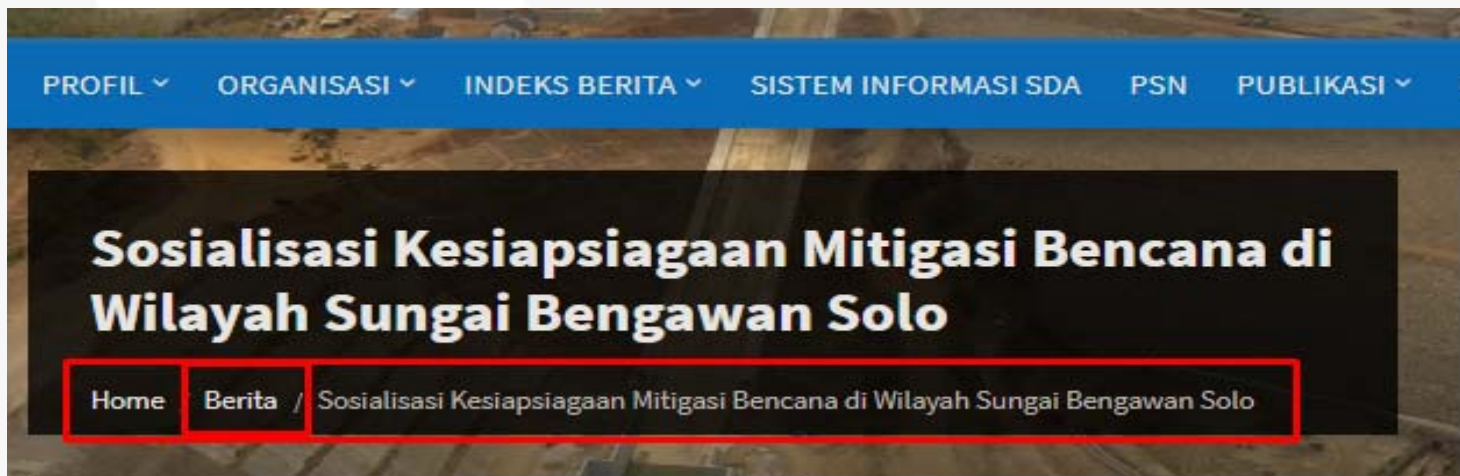 PROFIL ORGANISASI INDEKS BERITA SISTEM INFORMASI SDA PSN PUBLIKASI
Sosialisasi Kesiapsiagaan Mitigasi Bencana di
Wilayah Sungai Bengawan Solo
Home / Berita / Sosialisasi Kesiapsiagaan Mitigasi Bencana di Wilayah Sungai Bengawan Solo